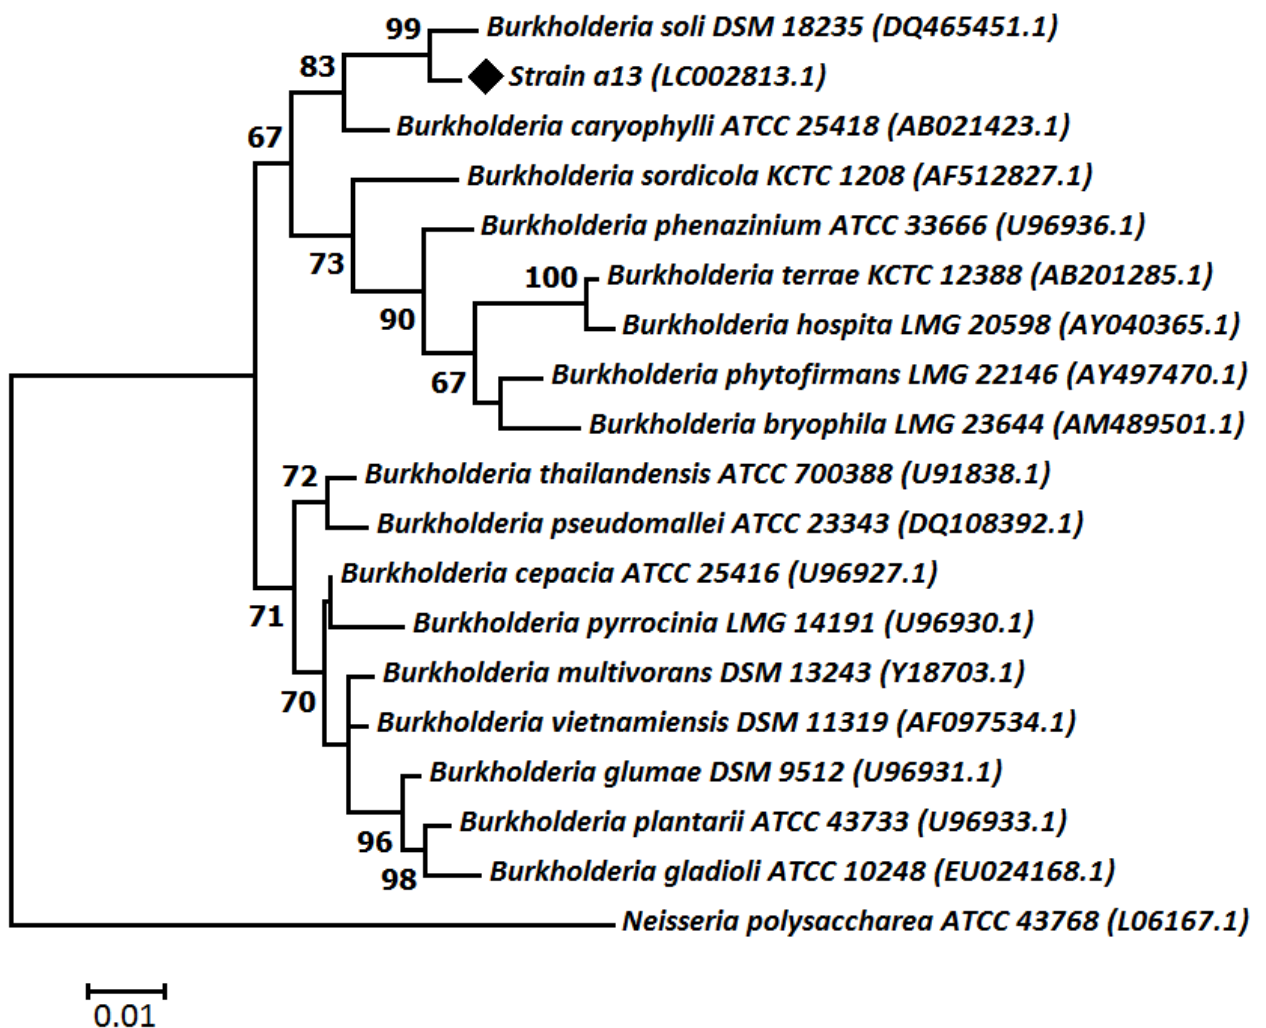 99
Burkholderia soli DSM 18235 (DQ465451.1)
83
Strain a13 (LC002813.1)
Burkholderia caryophylli ATCC 25418 (AB021423.1)
67
Burkholderia sordicola KCTC 1208 (AF512827.1)
Burkholderia phenazinium ATCC 33666 (U96936.1)
73
100
Burkholderia terrae KCTC 12388 (AB201285.1)
90
Burkholderia hospita LMG 20598 (AY040365.1)
67
Burkholderia phytofirmans LMG 22146 (AY497470.1)
Burkholderia bryophila LMG 23644 (AM489501.1)
72
Burkholderia thailandensis ATCC 700388 (U91838.1)
Burkholderia pseudomallei ATCC 23343 (DQ108392.1)
Burkholderia cepacia ATCC 25416 (U96927.1)
71
Burkholderia pyrrocinia LMG 14191 (U96930.1)
Burkholderia multivorans DSM 13243 (Y18703.1)
70
Burkholderia vietnamiensis DSM 11319 (AF097534.1)
Burkholderia glumae DSM 9512 (U96931.1)
Burkholderia plantarii ATCC 43733 (U96933.1)
96
Burkholderia gladioli ATCC 10248 (EU024168.1)
98
Neisseria polysaccharea ATCC 43768 (L06167.1)
0.01